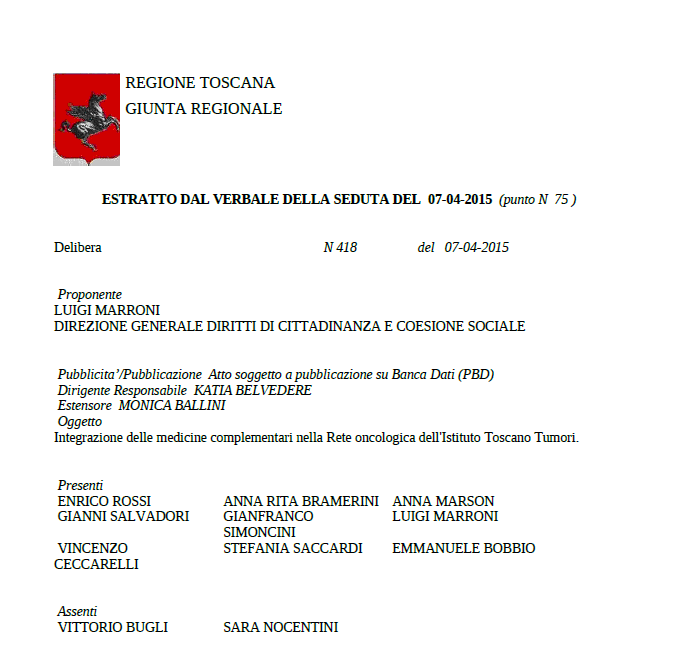 REGIONE TOSCANA
GIUNTA REGIONALE
ESTRATTO DAL VERBALE DELLA SEDUTA DEL 07-04-2015 (punto N 75 )
Delibera N 418 del 07-04-2015
Proponente
LUIGI MARRONI
DIREZIONE GENERALE DIRITTI DI CITTADINANZA E COESIONE SOCIALE
Pubblicita’/Pubblicazione Atto soggetto a pubblicazione su Banca Dati (PBD)
Dirigente Responsabile KATIA BELVEDERE
Estensore MONICA BALLINI
Oggetto
Integrazione delle medicine complementari nella Rete oncologica dell'Istituto Toscano Tumori.
Presenti
ENRICO ROSSI ANNA RITA BRAMERINI ANNA MARSON
GIANNI SALVADORI GIANFRANCO LUIGI MARRONI
SIMONCINI
VINCENZO STEFANIA SACCARDI EMMANUELE BOBBIO
CECCARELLI
Assenti
VITTORIO BUGLI SARA NOCENTINI